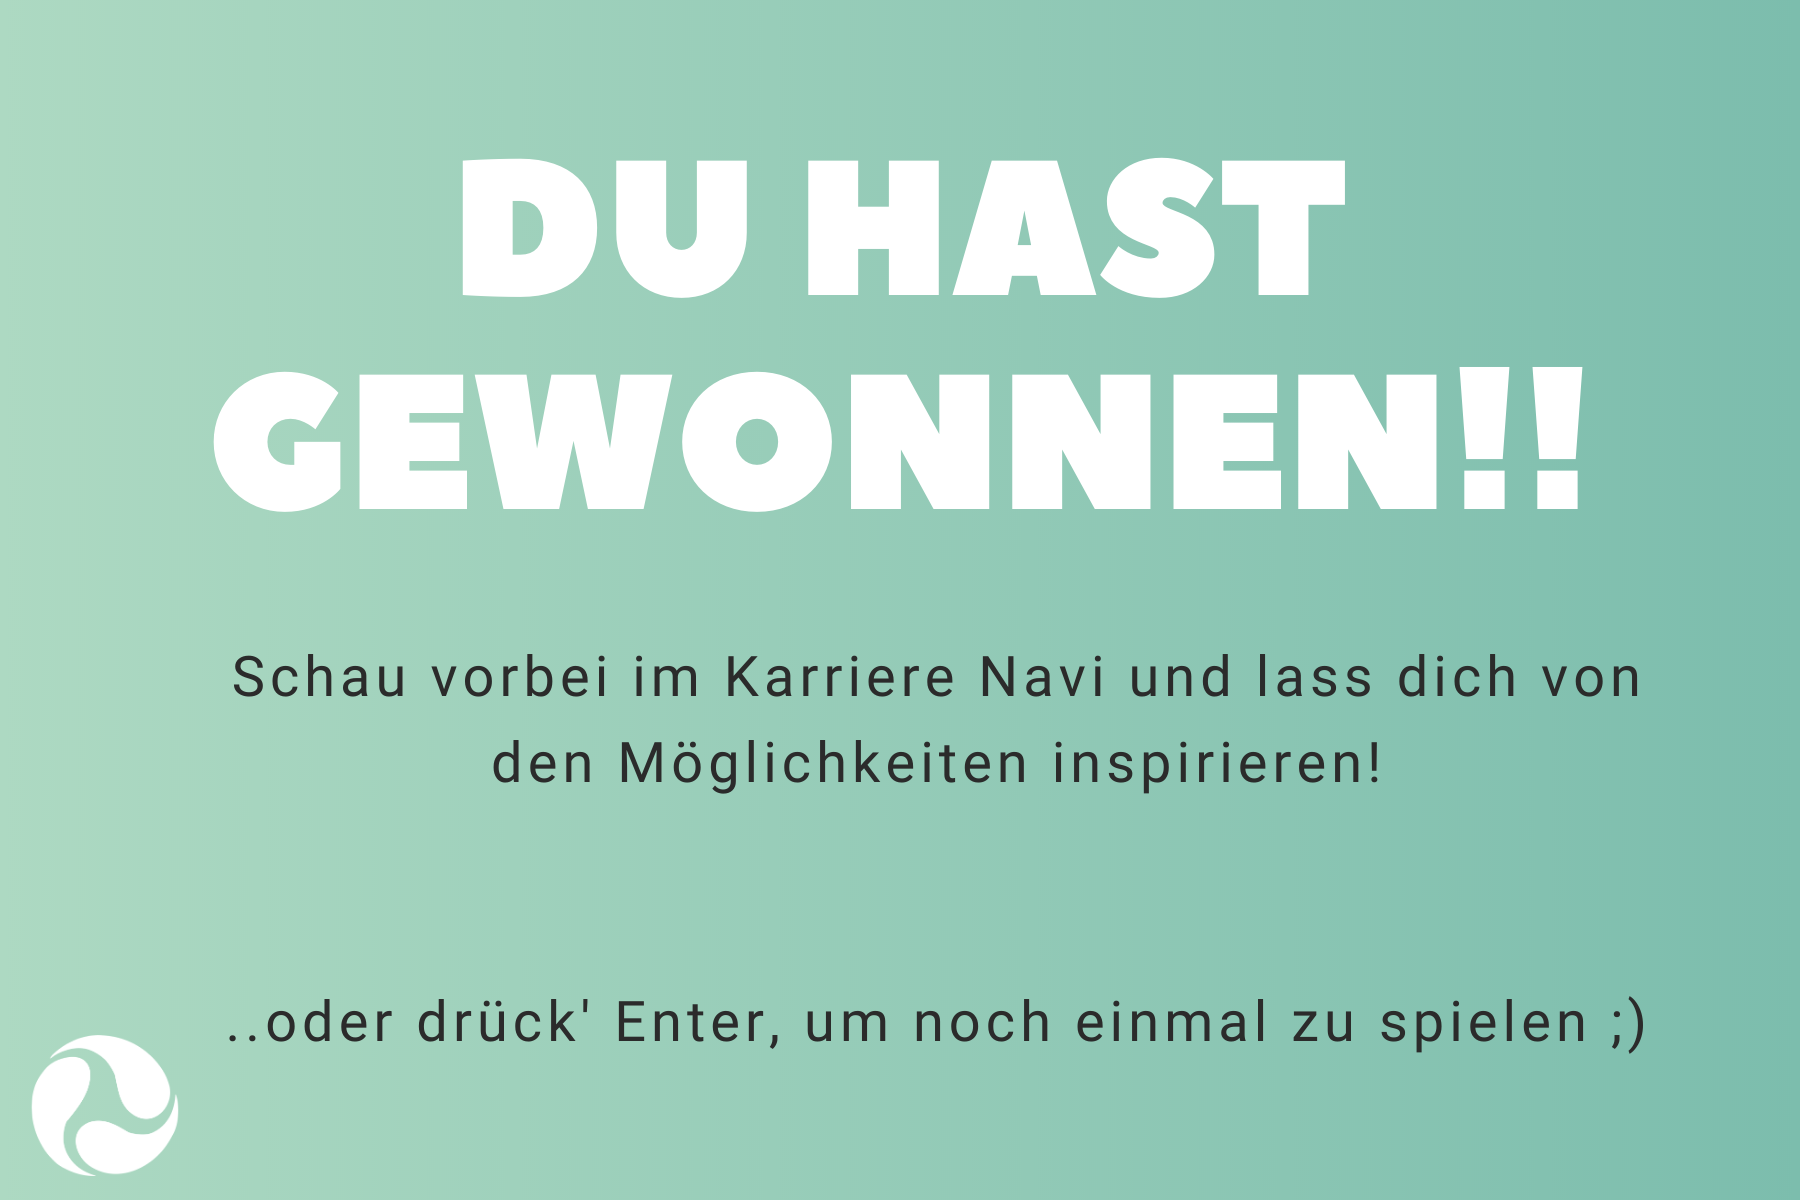 DU HAST
GEWONNEN!!
Schau vorbei im Karriere Navi und lass dich von
den Möglichkeiten inspirieren!
..oder drück' Enter, um noch einmal zu spielen ;)